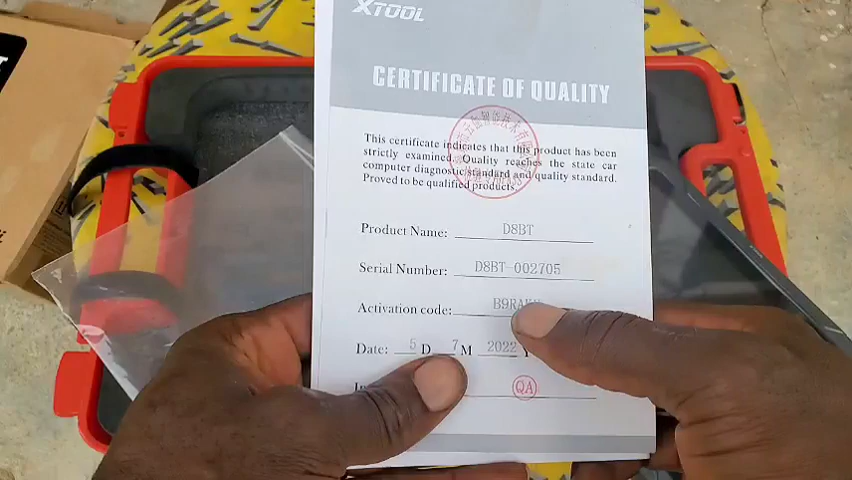 XTOOL
CERTIFICATE OF QUALITY
This certificate indicates that this product has been
strictly examined. Quality reaches the state car
computer diagnostic standard and quality standard.
Proved to be qualified products.
Product Name: D8BT
Serial Number: D8BT-002705
Activation code:
Date: 5 D 7 M 2022 Y
QA